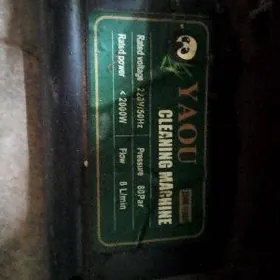 YAOU
CLEANING MACHINE
Rated voltage 220V/50Hz Pressure 80Par
Rated power < 2000W Flow 8 L/min